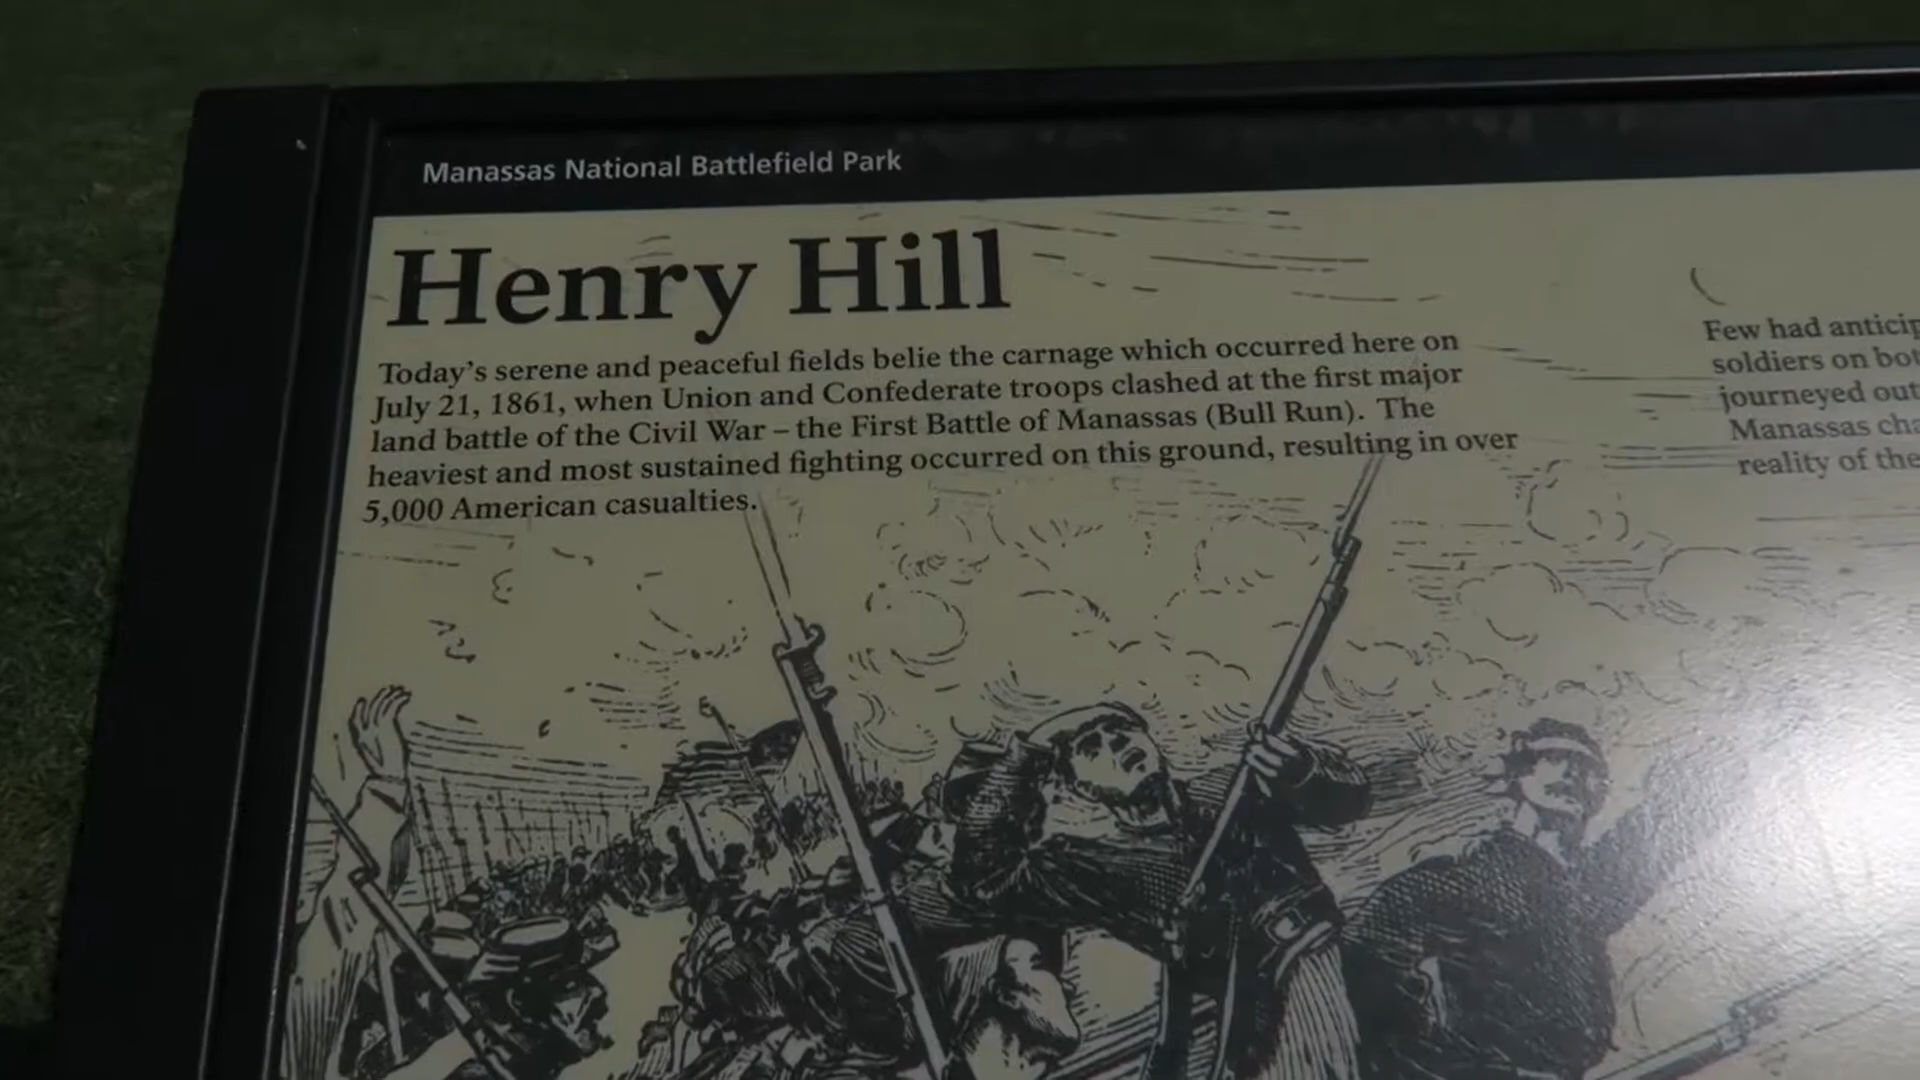 Manassas National Battlefield Park
Henry Hill
Today's serene and peaceful fields belie the carnage which occurred here on
July 21, 1861, when Union and Confederate troops clashed at the first major
land battle of the Civil War – the First Battle of Manassas (Bull Run). The
heaviest and most sustained fighting occurred on this ground, resulting in over
5,000 American casualties.
Few had
soldiers on
journeyed out
Manassas
reality of the